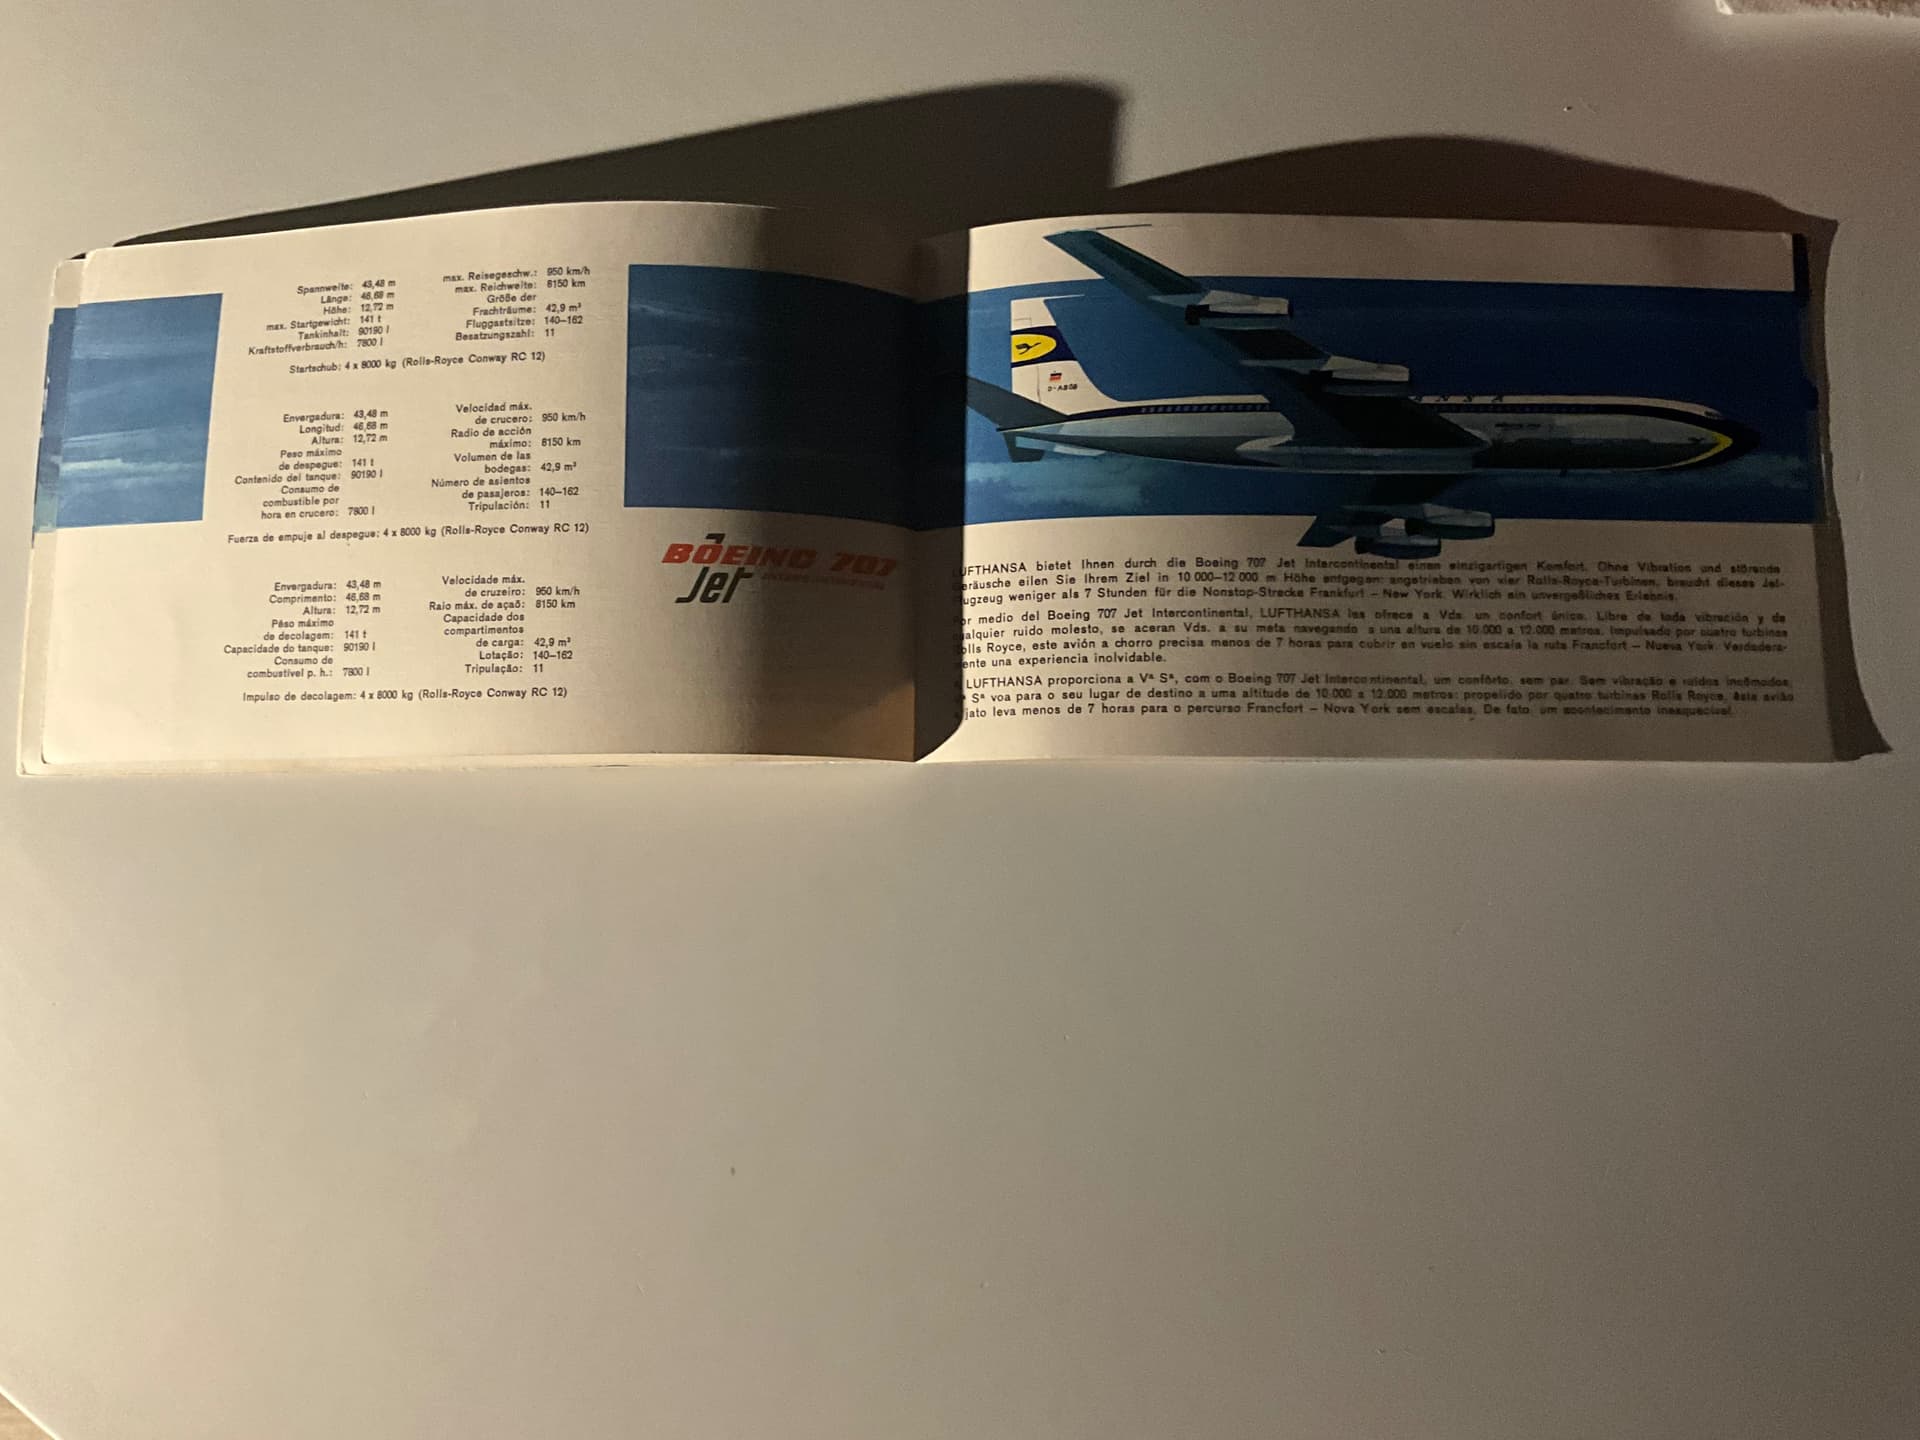 Spannweite: 43,48 m
Länge: 46,68 m
Höhe: 12,72 m
max. Startgewicht: 141 t
Tankinhalt: 90190 l
Kraftstoffverbrauch/h: 7800 l
max. Reisegeschw.: 950 km/h
max. Reichweite: 8150 km
Größe der
Frachträume: 42,9 m³
Fluggastsitze: 140–162
Besatzungszahl: 11
Startschub: 4 x 8000 kg (Rolls-Royce Conway RC 12)
Envergadura: 43,48 m
Longitud: 46,68 m
Altura: 12,72 m
Peso máximo
de despegue: 141 t
Contenido del tanque: 90190 l
Consumo de
combustible por
hora en crucero: 7800 l
Velocidad máx.
de crucero: 950 km/h
Radio de acción
máximo: 8150 km
Volumen de las
bodegas: 42,9 m³
Número de asientos
de pasajeros: 140–162
Tripulación: 11
Fuerza de empuje al despegue: 4 x 8000 kg (Rolls-Royce Conway RC 12)
Envergadura: 43,48 m
Comprimento: 46,68 m
Altura: 12,72 m
Pêso máximo
de decolagem: 141 t
Capacidade do tanque: 90190 l
Consumo de
combustível p. h.: 7800 l
Velocidade máx.
de cruzeiro: 950 km/h
Raio máx. de açaõ: 8150 km
Capacidade dos
compartimentos
de carga: 42,9 m³
Lotação: 140–162
Tripulação: 11
Impulso de decolagem: 4 x 8000 kg (Rolls-Royce Conway RC 12)
BOEING 707
Jet INTERCONTINENTAL
UFTHANSA bietet Ihnen durch die Boeing 707 Jet Intercontinental einen einzigartigen Komfort. Ohne Vibration und störende
eräusche eilen Sie Ihrem Ziel in 10 000–12 000 m Höhe entgegen: angetrieben von vier Rolls-Royce-Turbinen, braucht dieses Jet-
ugzeug weniger als 7 Stunden für die Nonstop-Strecke Frankfurt – New York. Wirklich ein unvergeßliches Erlebnis.
or medio del Boeing 707 Jet Intercontinental, LUFTHANSA les ofrece a Vds. un confort único. Libre de toda vibración y de
alquier ruido molesto, se aceran Vds. a su meta navegando a una altura de 10.000 a 12.000 metros. Impulsado por cuatro turbinas
olls Royce, este avión a chorro precisa menos de 7 horas para cubrir en vuelo sin escala la ruta Francfort – Nueva York. Verdadera-
ente una experiencia inolvidable.
LUFTHANSA proporciona a Vª Sª, com o Boeing 707 Jet Intercontinental, um confôrto, sem par. Sem vibração e ruídos incômodos,
Sª voa para o seu lugar de destino a uma altitude de 10.000 a 12.000 metros: propelido por quatro turbinas Rolls Royce, êste avião
jato leva menos de 7 horas para o percurso Francfort – Nova York sem escalas. De fato, um acontecimento inesquecível.